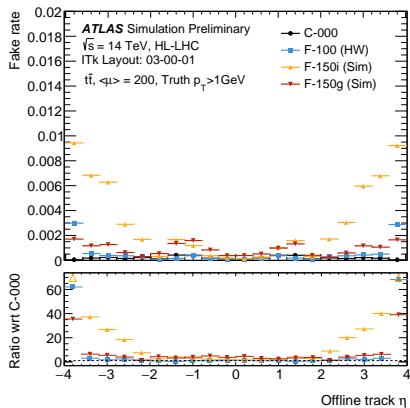 Fake rate
0.02
0.018
0.016
0.014
0.012
0.01
0.008
0.006
0.004
0.002
0
ATLAS Simulation Preliminary
√s = 14 TeV, HL-LHC
ITk Layout: 03-00-01
tt̄, <μ> = 200, Truth p_T>1GeV
C-000
F-100 (HW)
F-150i (Sim)
F-150g (Sim)
Ratio wrt C-000
60
40
20
0
−4 −3 −2 −1 0 1 2 3 4
Offline track η